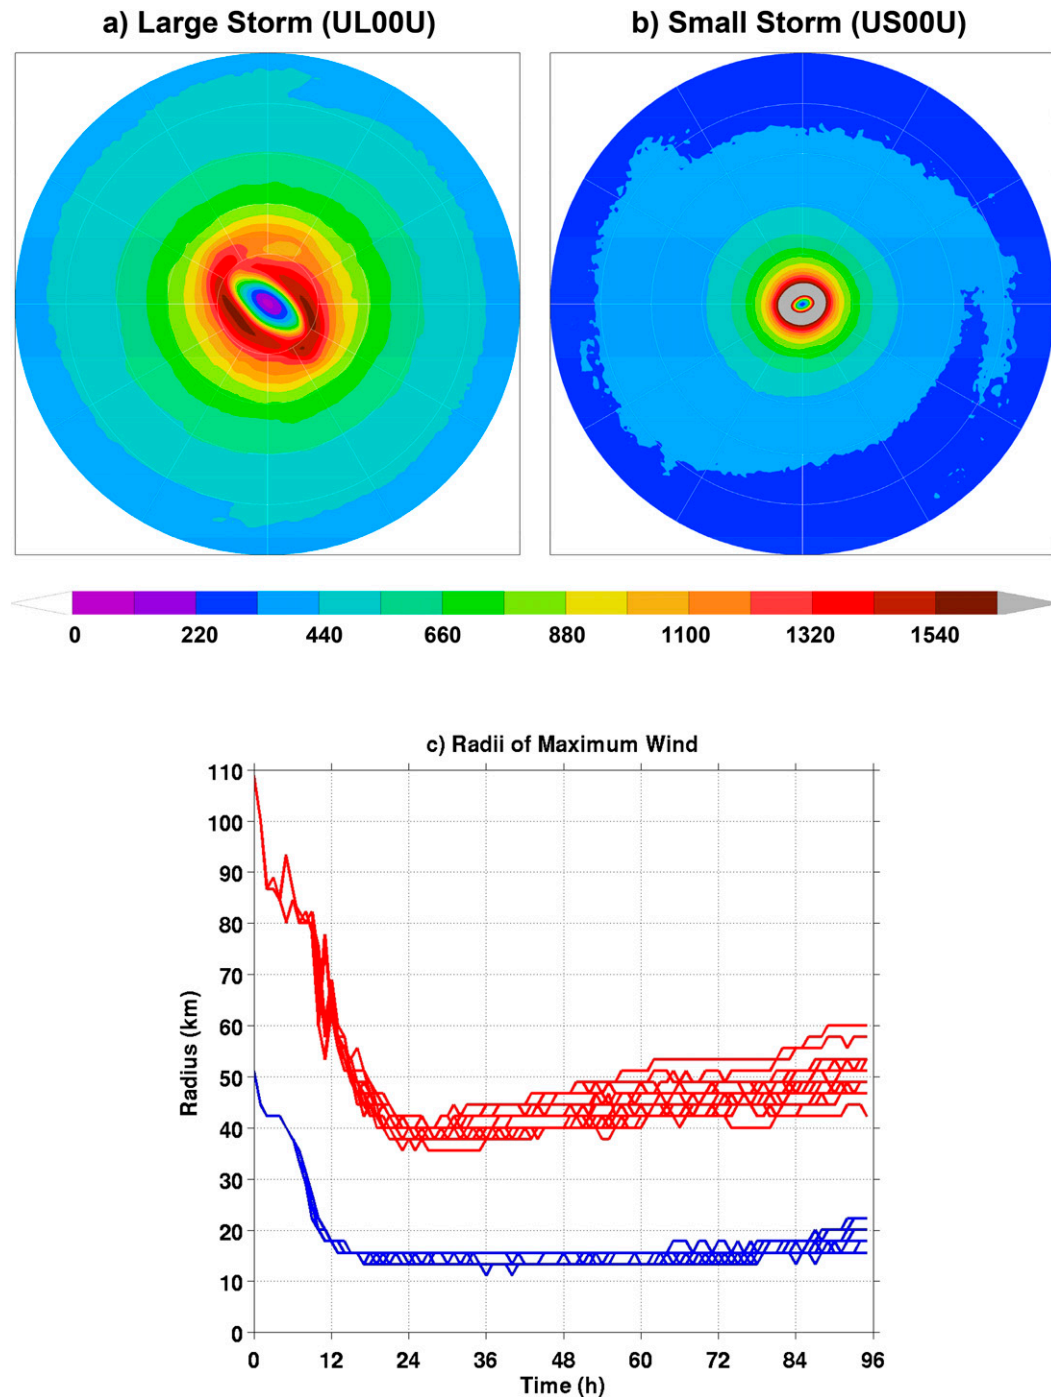 a) Large Storm (UL00U)
b) Small Storm (US00U)
0 220 440 660 880 1100 1320 1540
c) Radii of Maximum Wind
110
100
90
80
70
60
50
40
30
20
10
0
Radius (km)
0 12 24 36 48 60 72 84 96
Time (h)